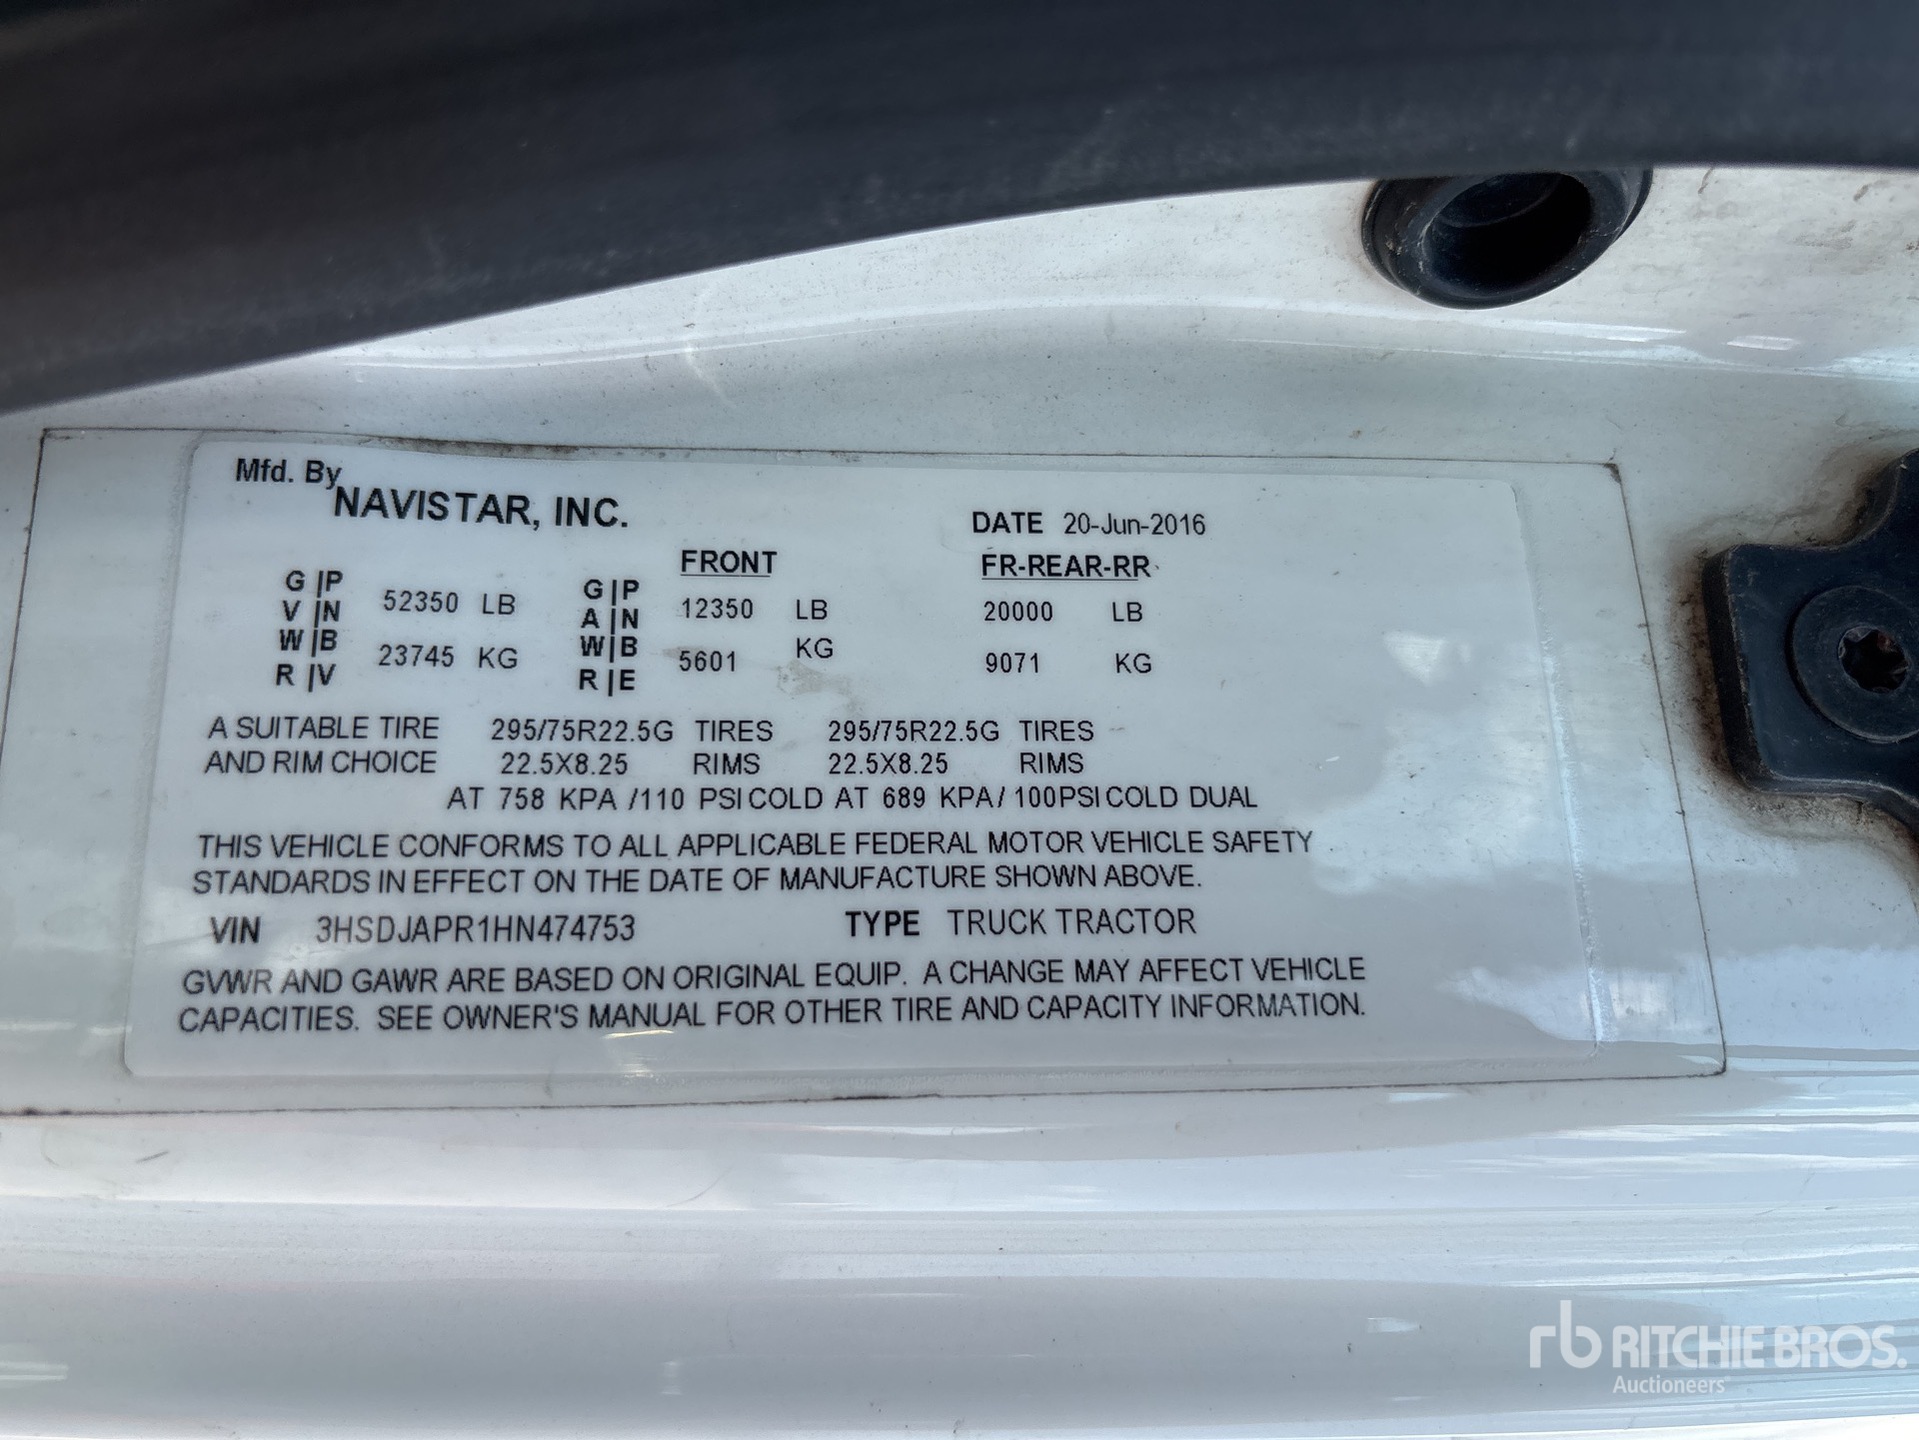 Mfd. By
NAVISTAR, INC.
DATE 20-Jun-2016
FRONT FR-REAR-RR
G|P 52350 LB G|P 12350 LB 20000 LB
V|N A|N
W|B 23745 KG W|B 5601 KG 9071 KG
R|V R|E
A SUITABLE TIRE 295/75R22.5G TIRES 295/75R22.5G TIRES
AND RIM CHOICE 22.5X8.25 RIMS 22.5X8.25 RIMS
AT 758 KPA /110 PSI COLD AT 689 KPA/ 100PSI COLD DUAL
THIS VEHICLE CONFORMS TO ALL APPLICABLE FEDERAL MOTOR VEHICLE SAFETY
STANDARDS IN EFFECT ON THE DATE OF MANUFACTURE SHOWN ABOVE.
VIN 3HSDJAPR1HN474753 TYPE TRUCK TRACTOR
GVWR AND GAWR ARE BASED ON ORIGINAL EQUIP. A CHANGE MAY AFFECT VEHICLE
CAPACITIES. SEE OWNER'S MANUAL FOR OTHER TIRE AND CAPACITY INFORMATION.
rb RITCHIE BROS.
Auctioneers